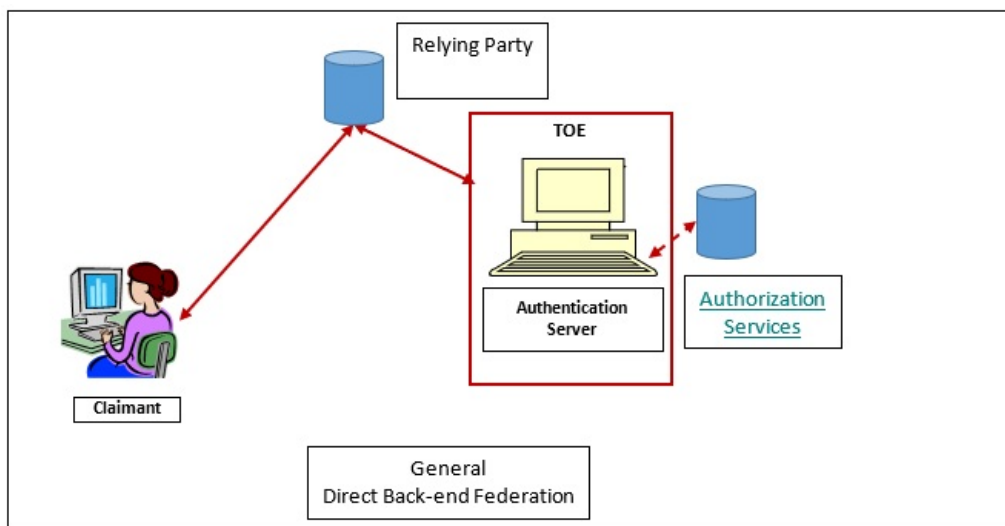 Relying Party
TOE
Authentication
Server
Authorization
Services
Claimant
General
Direct Back-end Federation